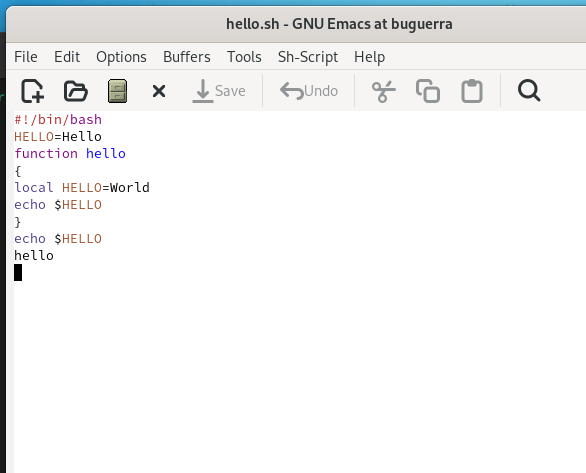 hello.sh - GNU Emacs at buguerra
File Edit Options Buffers Tools Sh-Script Help
Save Undo
#!/bin/bash
HELLO=Hello
function hello
{
local HELLO=World
echo $HELLO
}
echo $HELLO
hello